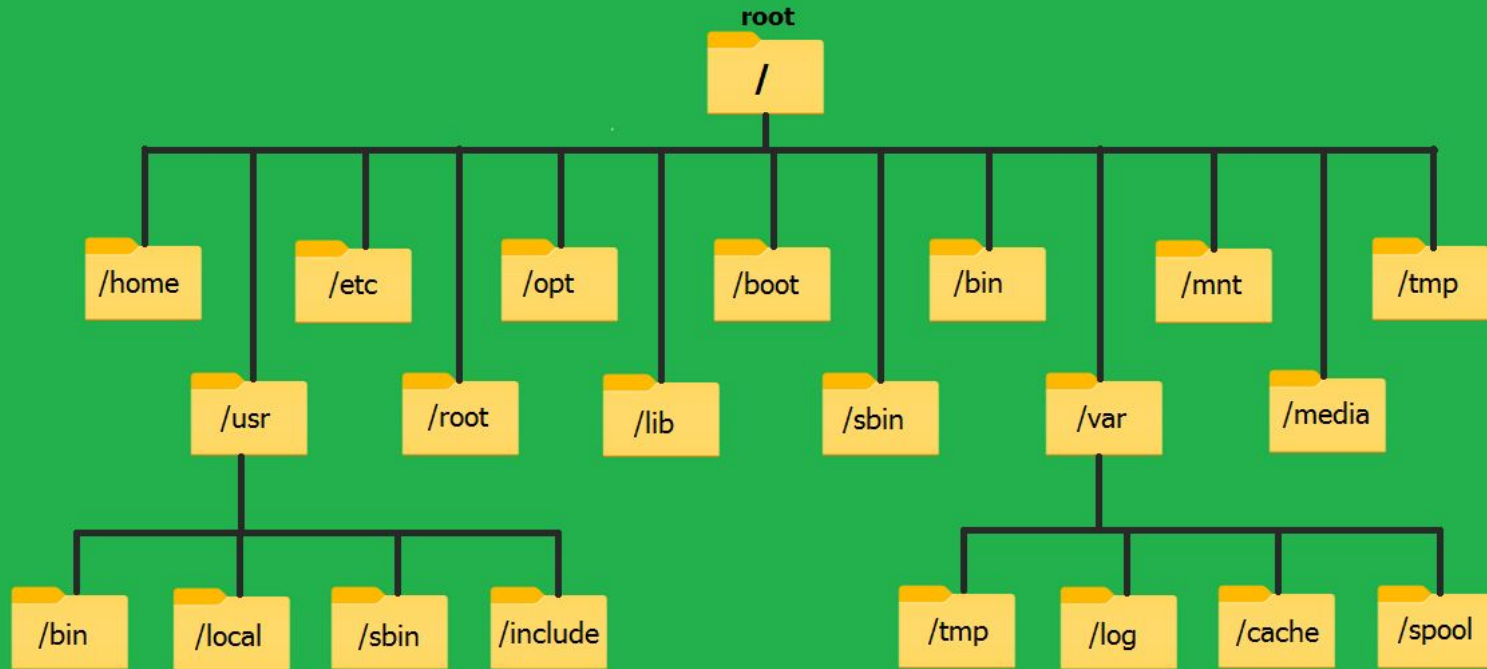 root
/
/home
/etc
/opt
/boot
/bin
/mnt
/tmp
/usr
/root
/lib
/sbin
/var
/media
/bin
/local
/sbin
/include
/tmp
/log
/cache
/spool